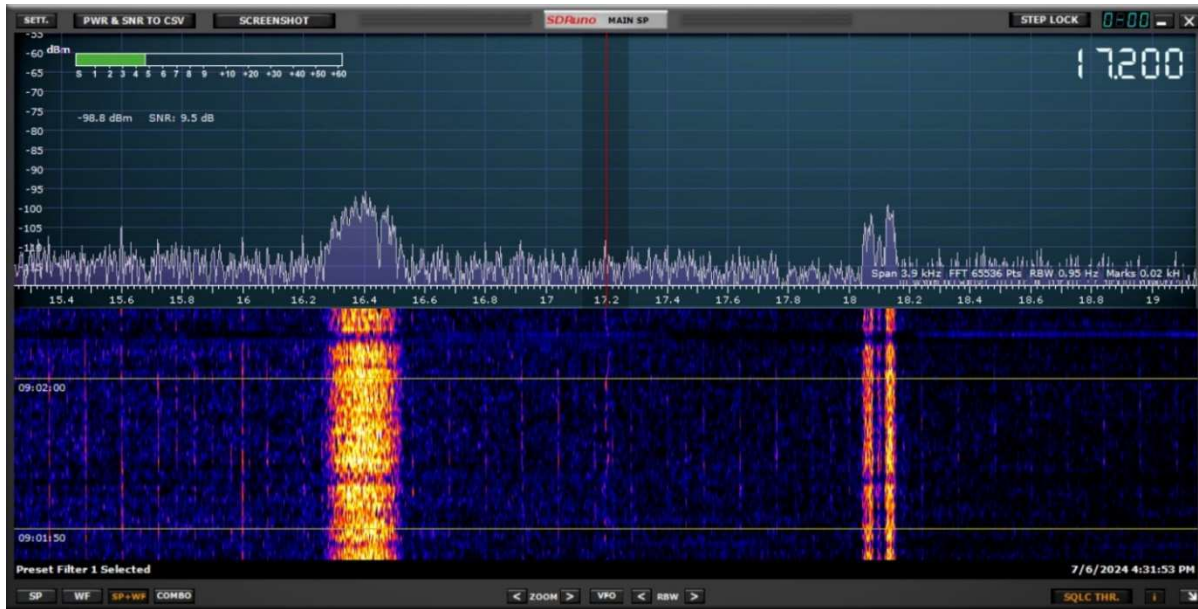 SETT. PWR & SNR TO CSV SCREENSHOT SDRuno MAIN SP STEP LOCK 0-00
-55
-60 dBm
17.200
-65 S 1 2 3 4 5 6 7 8 9 +10 +20 +30 +40 +50 +60
-70
-75 -98.8 dBm SNR: 9.5 dB
-80
-85
-90
-95
-100
-105
-110
-115 Span 3.9 kHz FFT 65536 Pts RBW 0.95 Hz Marks 0.02 kH
15.4 15.6 15.8 16 16.2 16.4 16.6 16.8 17 17.2 17.4 17.6 17.8 18 18.2 18.4 18.6 18.8 19
09:02:00
09:01:50
Preset Filter 1 Selected 7/6/2024 4:31:53 PM
SP WF SP+WF COMBO < ZOOM > VFO < RBW > SQLC THR. i